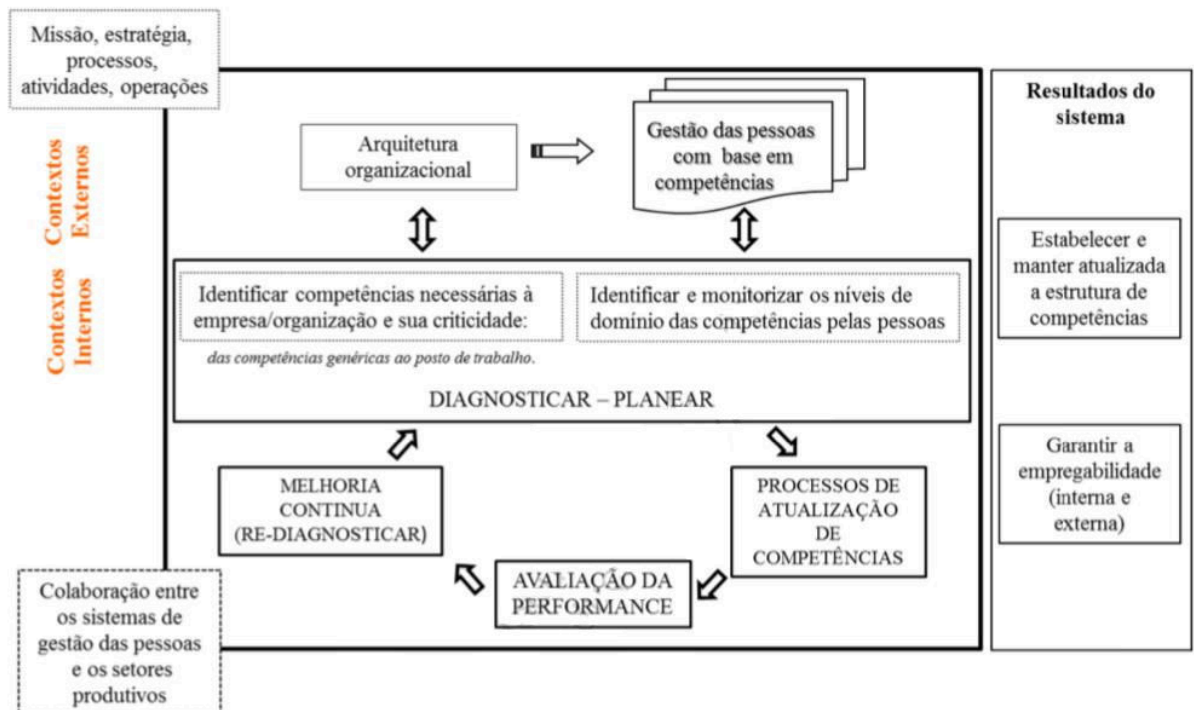 Missão, estratégia,
processos,
atividades, operações
Contextos
Externos
Contextos
Internos
Arquitetura
organizacional
Gestão das pessoas
com base em
competências
Identificar competências necessárias à
empresa/organização e sua criticidade:
das competências genéricas ao posto de trabalho.
Identificar e monitorizar os níveis de
domínio das competências pelas pessoas
DIAGNOSTICAR – PLANEAR
MELHORIA
CONTINUA
(RE-DIAGNOSTICAR)
PROCESSOS DE
ATUALIZAÇÃO
DE
COMPETÊNCIAS
AVALIAÇÃO DA
PERFORMANCE
Colaboração entre
os sistemas de
gestão das pessoas
e os setores
produtivos
Resultados do
sistema
Estabelecer e
manter atualizada
a estrutura de
competências
Garantir a
empregabilidade
(interna e
externa)